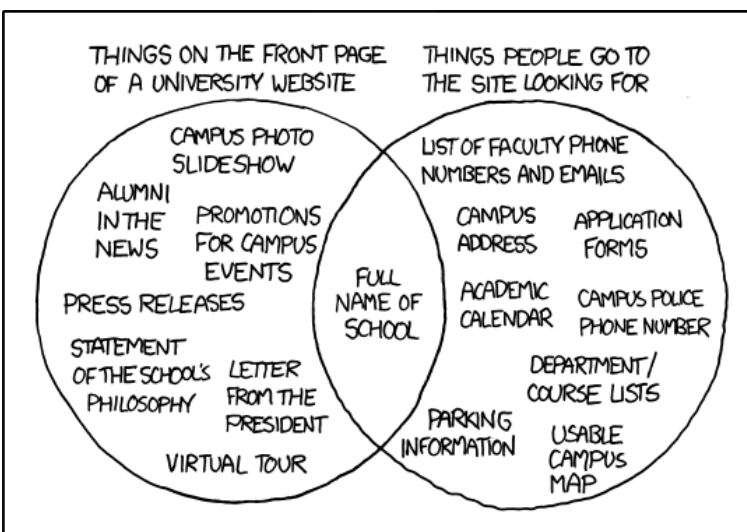 THINGS ON THE FRONT PAGE
OF A UNIVERSITY WEBSITE
THINGS PEOPLE GO TO
THE SITE LOOKING FOR
CAMPUS PHOTO
SLIDESHOW
ALUMNI
IN THE
NEWS
PROMOTIONS
FOR CAMPUS
EVENTS
PRESS RELEASES
STATEMENT
OF THE SCHOOL'S
PHILOSOPHY
LETTER
FROM THE
PRESIDENT
VIRTUAL TOUR
FULL
NAME OF
SCHOOL
LIST OF FACULTY PHONE
NUMBERS AND EMAILS
CAMPUS
ADDRESS
APPLICATION
FORMS
ACADEMIC
CALENDAR
CAMPUS POLICE
PHONE NUMBER
DEPARTMENT/
COURSE LISTS
PARKING
INFORMATION
USABLE
CAMPUS
MAP